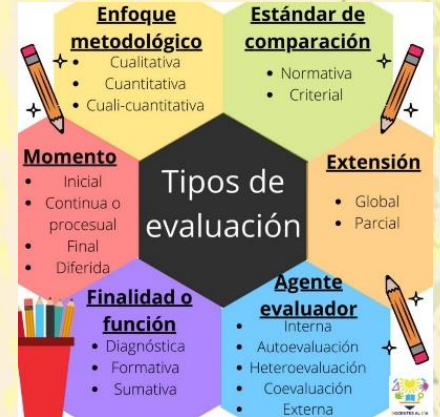 Enfoque
metodológico
• Cualitativa
• Cuantitativa
• Cuali-cuantitativa
Estándar de
comparación
• Normativa
• Criterial
Momento
• Inicial
• Continua o
procesual
• Final
• Diferida
Tipos de
evaluación
Extensión
• Global
• Parcial
Finalidad o
función
• Diagnóstica
• Formativa
• Sumativa
Agente
evaluador
• Interna
• Autoevaluación
• Heteroevaluación
• Coevaluación
• Externa